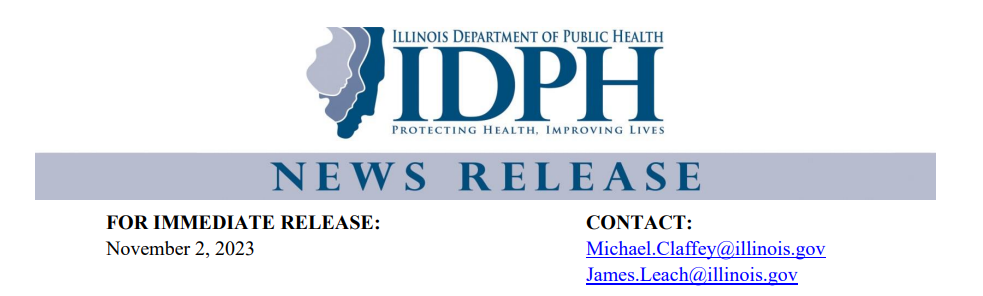 ILLINOIS DEPARTMENT OF PUBLIC HEALTH
IDPH
PROTECTING HEALTH, IMPROVING LIVES
NEWS RELEASE
FOR IMMEDIATE RELEASE:
November 2, 2023
CONTACT:
Michael.Claffey@illinois.gov
James.Leach@illinois.gov